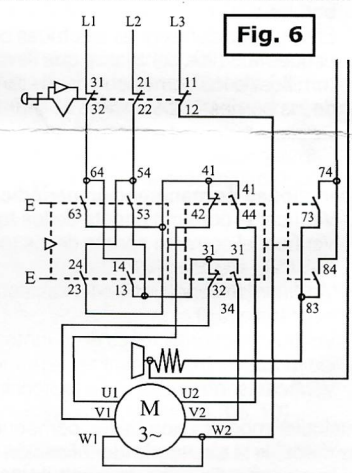 L1 L2 L3
Fig. 6
31 21 11
32 22 12
64 54 41 74
41
E 63 53 42 44 73
31 31
24 14 84
E 23 13 32 83
34
U1 U2
V1 M V2
3~
W1 W2